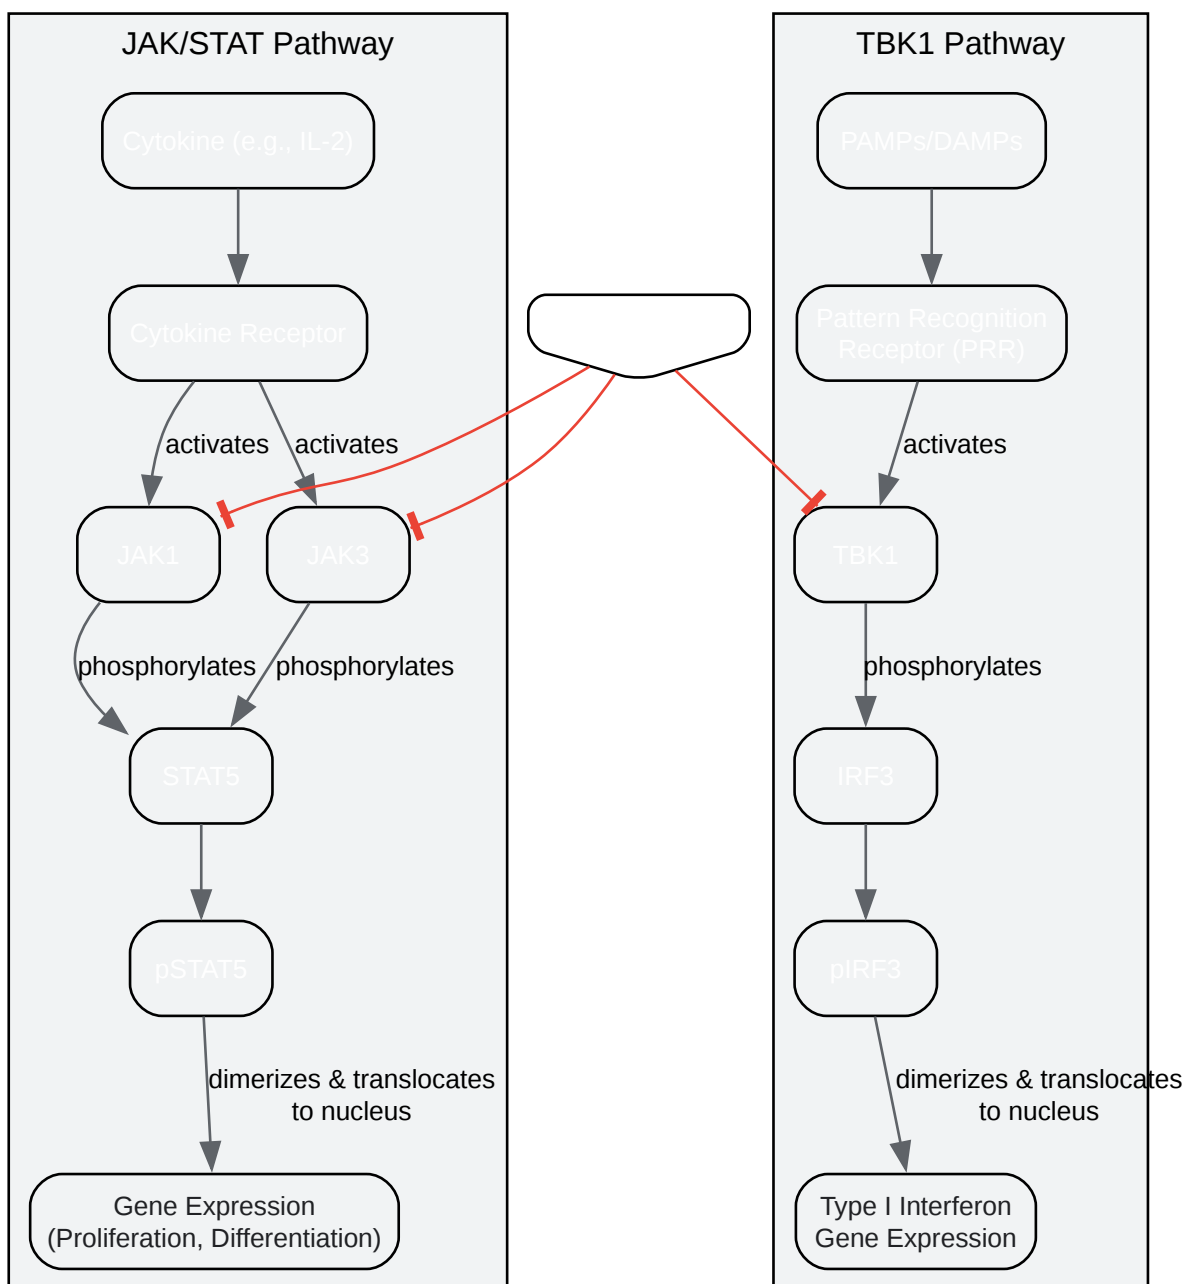 JAK/STAT Pathway
Cytokine (e.g., IL-2)
Cytokine Receptor
activates
activates
JAK1
JAK3
phosphorylates
phosphorylates
STAT5
pSTAT5
dimerizes & translocates
to nucleus
Gene Expression
(Proliferation, Differentiation)
TBK1 Pathway
PAMPs/DAMPs
Pattern Recognition
Receptor (PRR)
activates
TBK1
phosphorylates
IRF3
pIRF3
dimerizes & translocates
to nucleus
Type I Interferon
Gene Expression